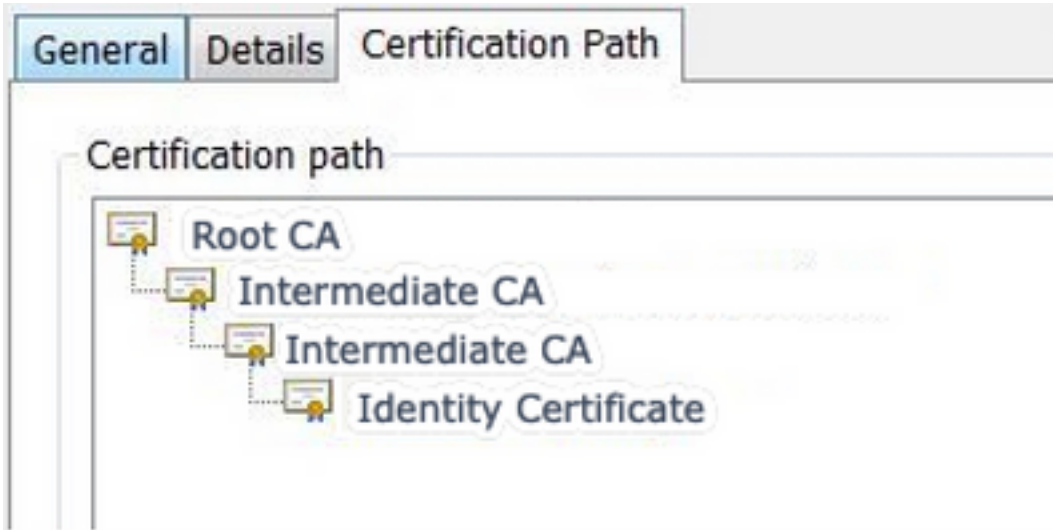 General Details Certification Path
Certification path
Root CA
Intermediate CA
Intermediate CA
Identity Certificate